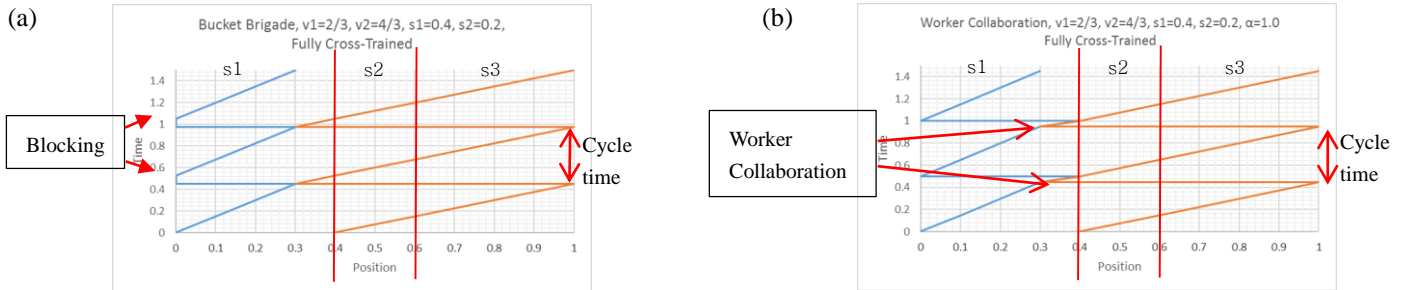 (a)
Bucket Brigade, v1=2/3, v2=4/3, s1=0.4, s2=0.2,
Fully Cross-Trained
s1
s2
s3
1.4
1.2
1
0.8
0.6
0.4
0.2
0
Time
0
0.1
0.2
0.3
0.4
0.5
0.6
0.7
0.8
0.9
1
Position
Blocking
Cycle
time
(b)
Worker Collaboration, v1=2/3, v2=4/3, s1=0.4, s2=0.2, α=1.0
Fully Cross-Trained
s1
s2
s3
1.4
1.2
1
0.8
0.6
0.4
0.2
0
Time
0
0.1
0.2
0.3
0.4
0.5
0.6
0.7
0.8
0.9
1
Position
Worker
Collaboration
Cycle
time